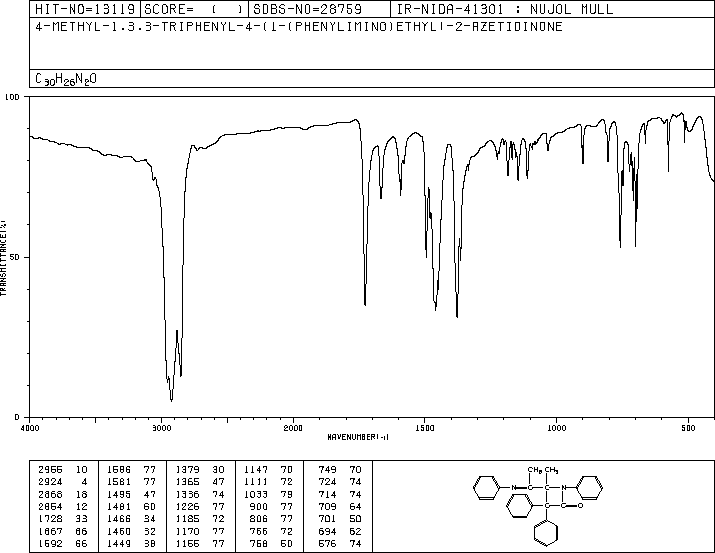 HIT-NO=13119 SCORE= ( ) SDBS-NO=28759 IR-NIDA-41301 : NUJOL MULL
4-METHYL-1,3,3-TRIPHENYL-4-(1-(PHENYLIMINO)ETHYL)-2-AZETIDINONE
C30H26N2O
100
50
0
TRANSMITTANCE(%)
4000 3000 2000 1500 1000 500
WAVENUMBER(-1)
2955 10 1586 77 1379 30 1147 70 749 70
2924 4 1581 77 1365 47 1111 72 724 74
2868 18 1495 47 1336 74 1033 79 714 74
2854 12 1481 60 1226 77 900 77 709 64
1728 33 1466 34 1185 72 806 77 701 50
1667 66 1460 32 1170 77 766 72 694 62
1592 66 1449 38 1155 77 758 50 576 74
CH3 CH3
N C C N
C C O